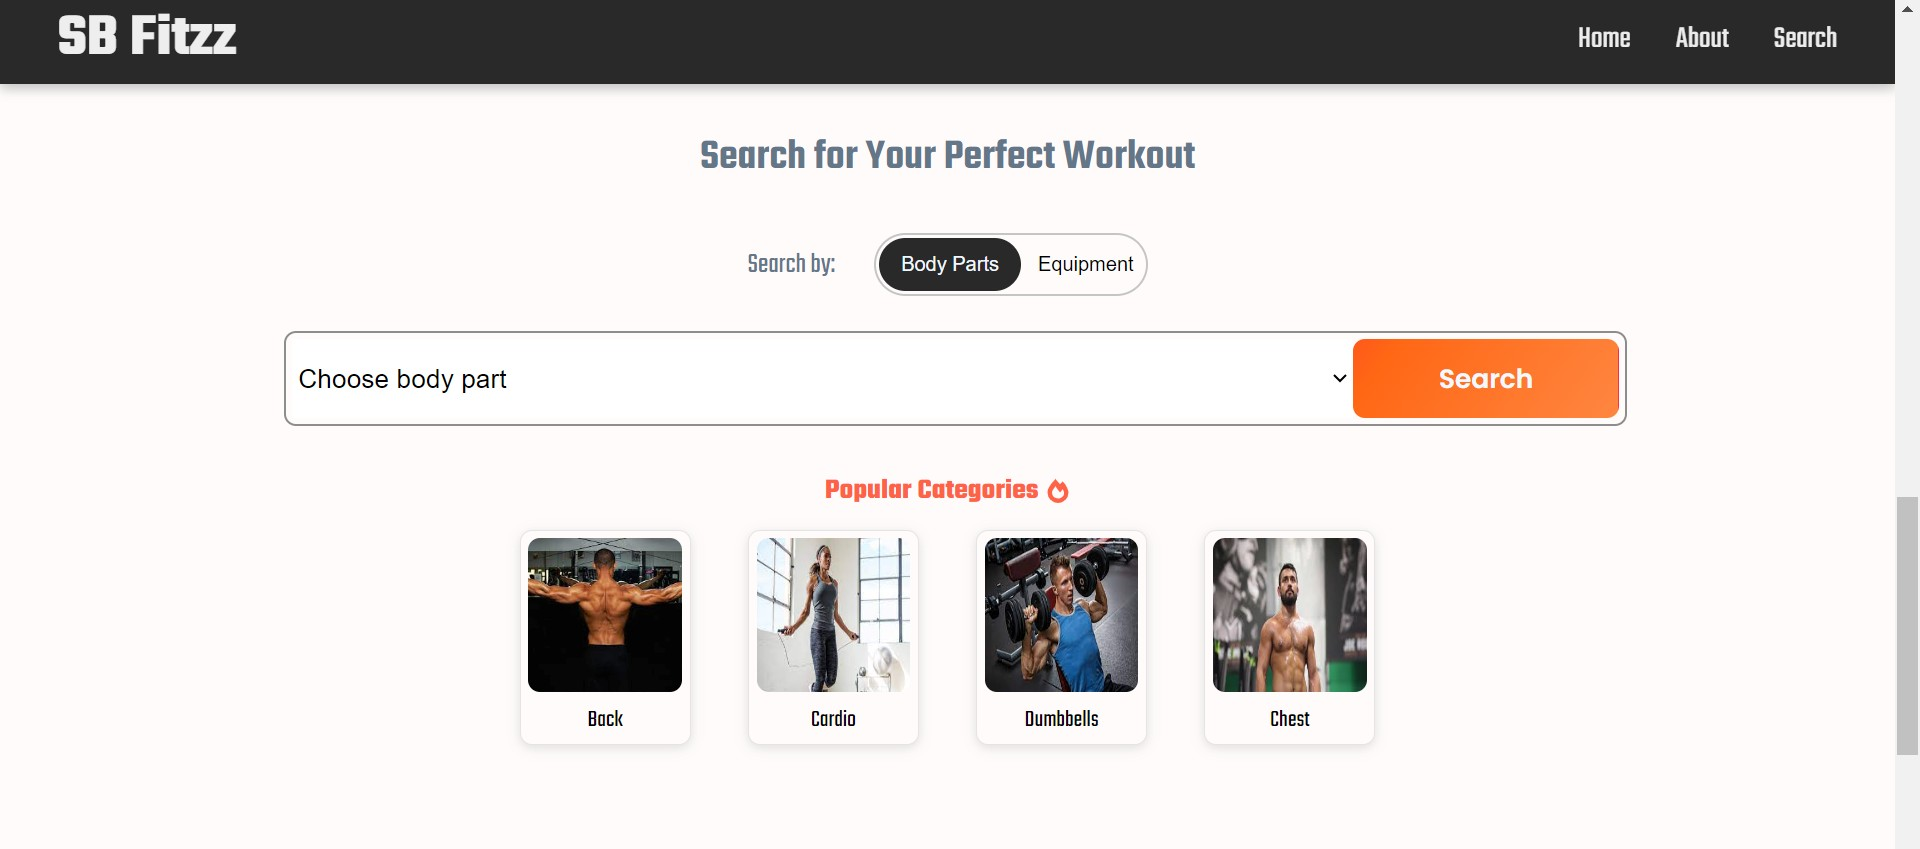 SB Fitzz
Home About Search
Search for Your Perfect Workout
Search by: Body Parts Equipment
Choose body part
Search
Popular Categories
Back Cardio Dumbbells Chest